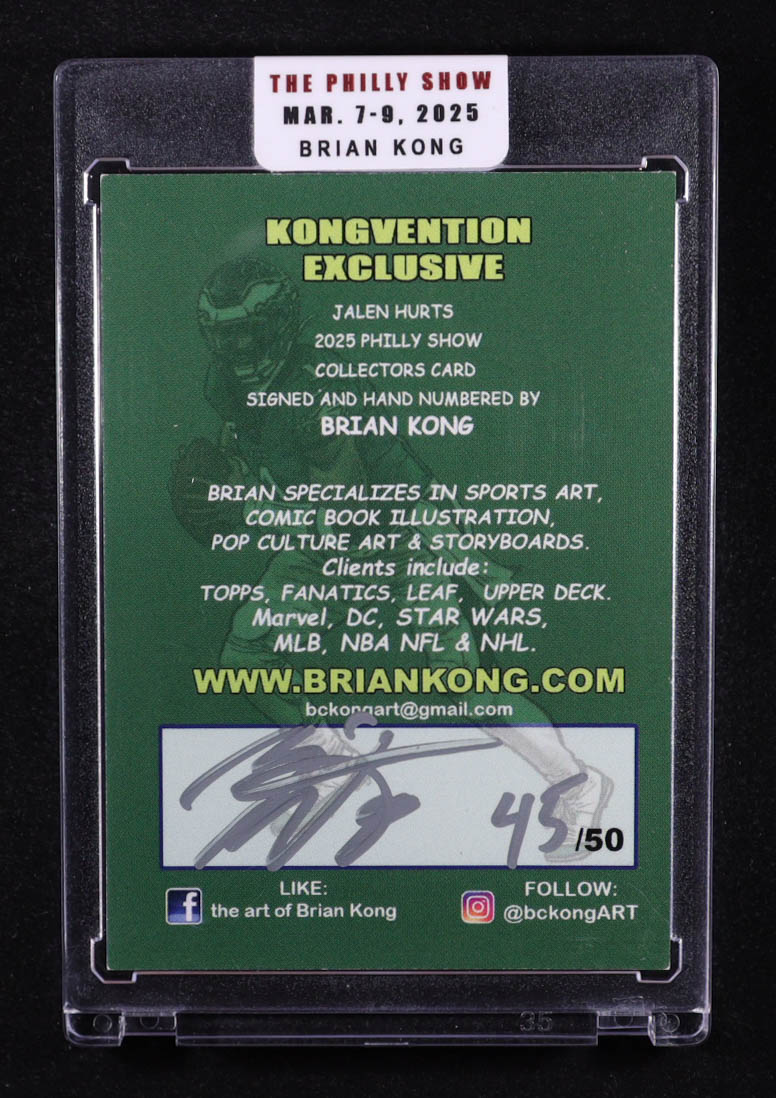 THE PHILLY SHOW
MAR. 7-9, 2025
BRIAN KONG
KONGVENTION
EXCLUSIVE
JALEN HURTS
2025 PHILLY SHOW
COLLECTORS CARD
SIGNED AND HAND NUMBERED BY
BRIAN KONG
BRIAN SPECIALIZES IN SPORTS ART,
COMIC BOOK ILLUSTRATION,
POP CULTURE ART & STORYBOARDS.
Clients include:
TOPPS, FANATICS, LEAF, UPPER DECK.
Marvel, DC, STAR WARS,
MLB, NBA NFL & NHL.
WWW.BRIANKONG.COM
bckongart@gmail.com
45/50
LIKE:
the art of Brian Kong
FOLLOW:
@bckongART
35